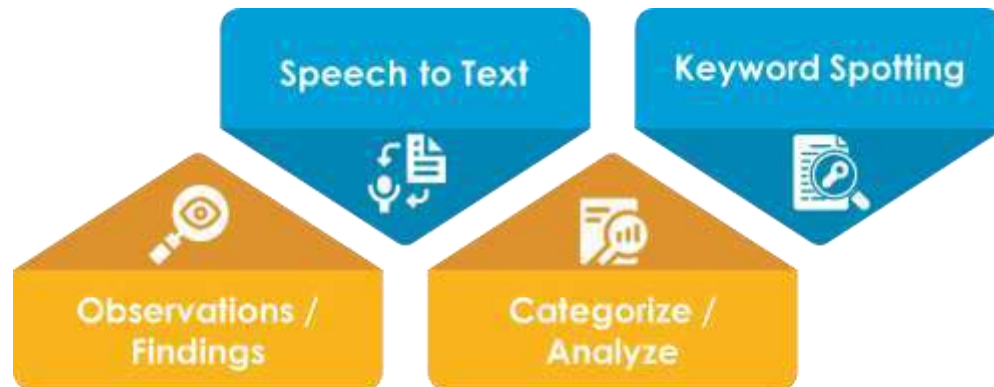 Speech to Text
Keyword Spotting
Observations /
Findings
Categorize /
Analyze